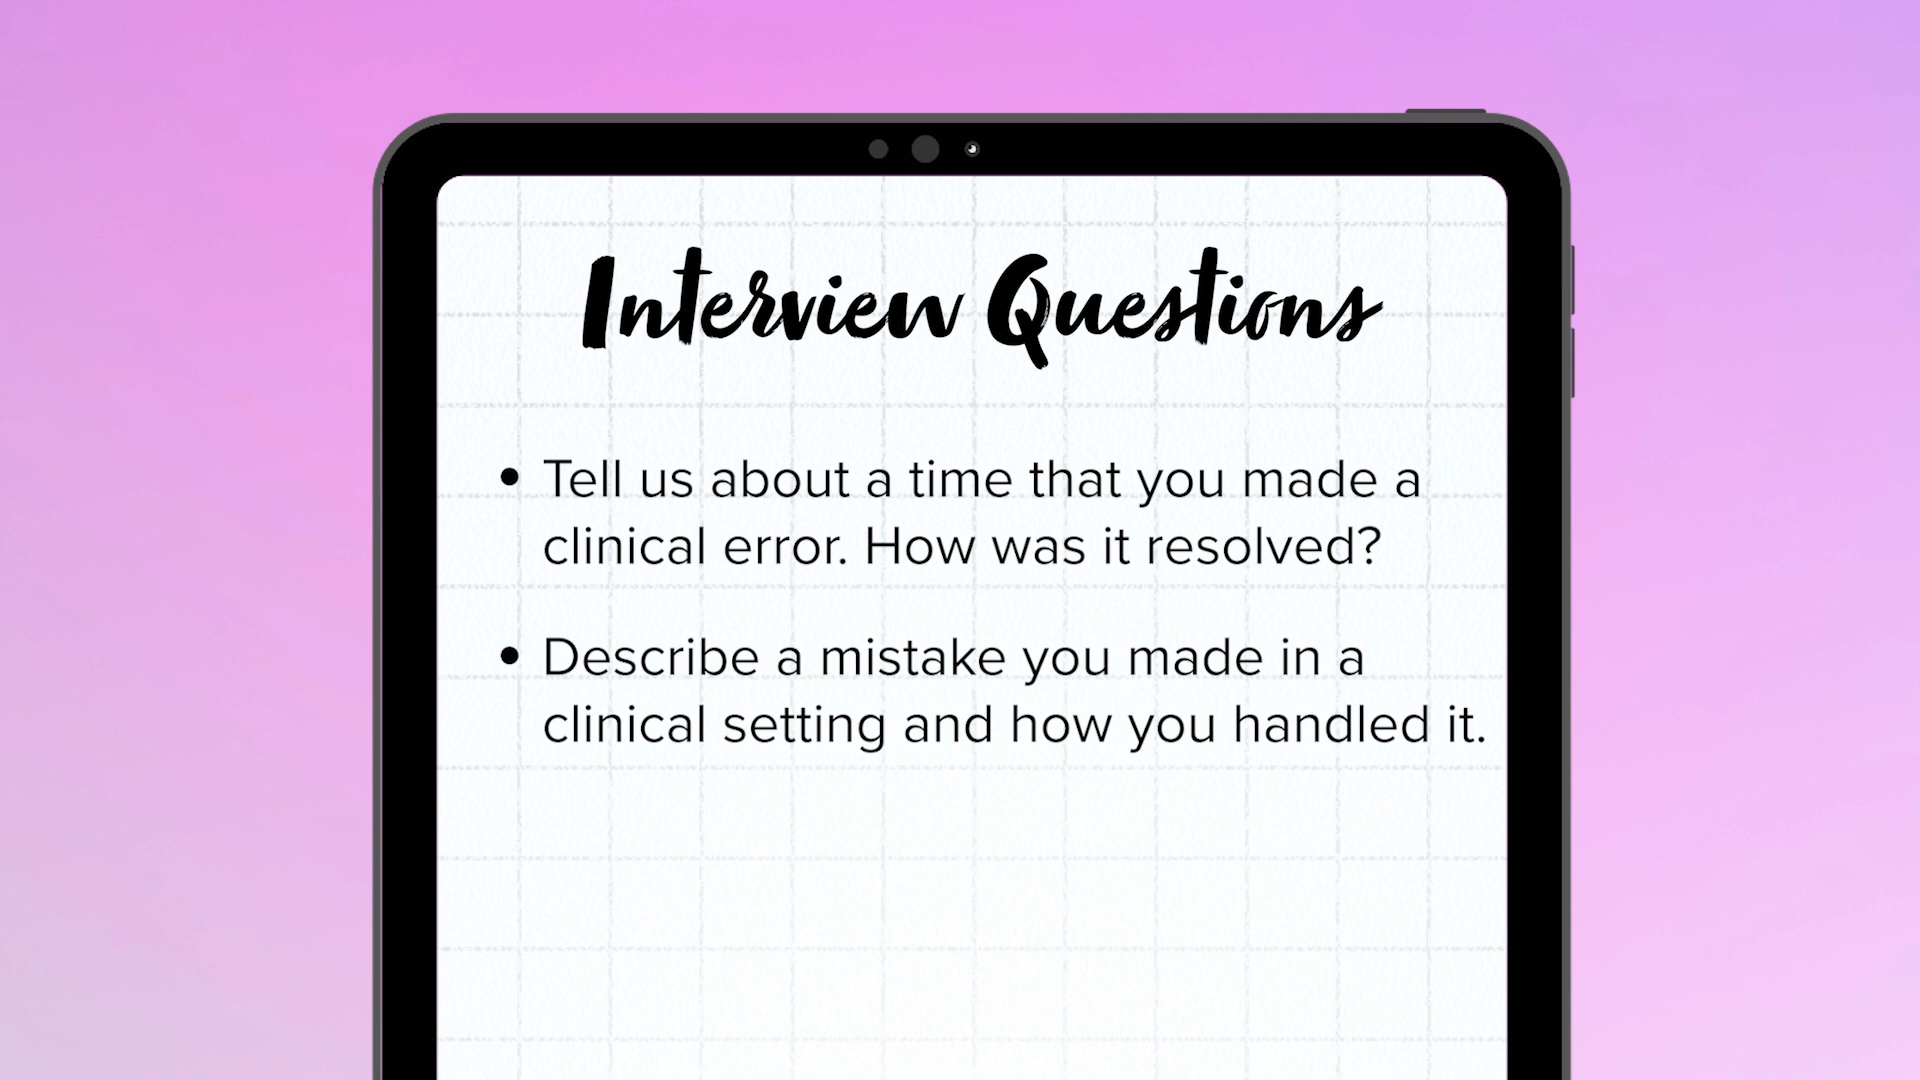 Interview Questions
• Tell us about a time that you made a
clinical error. How was it resolved?
• Describe a mistake you made in a
clinical setting and how you handled it.